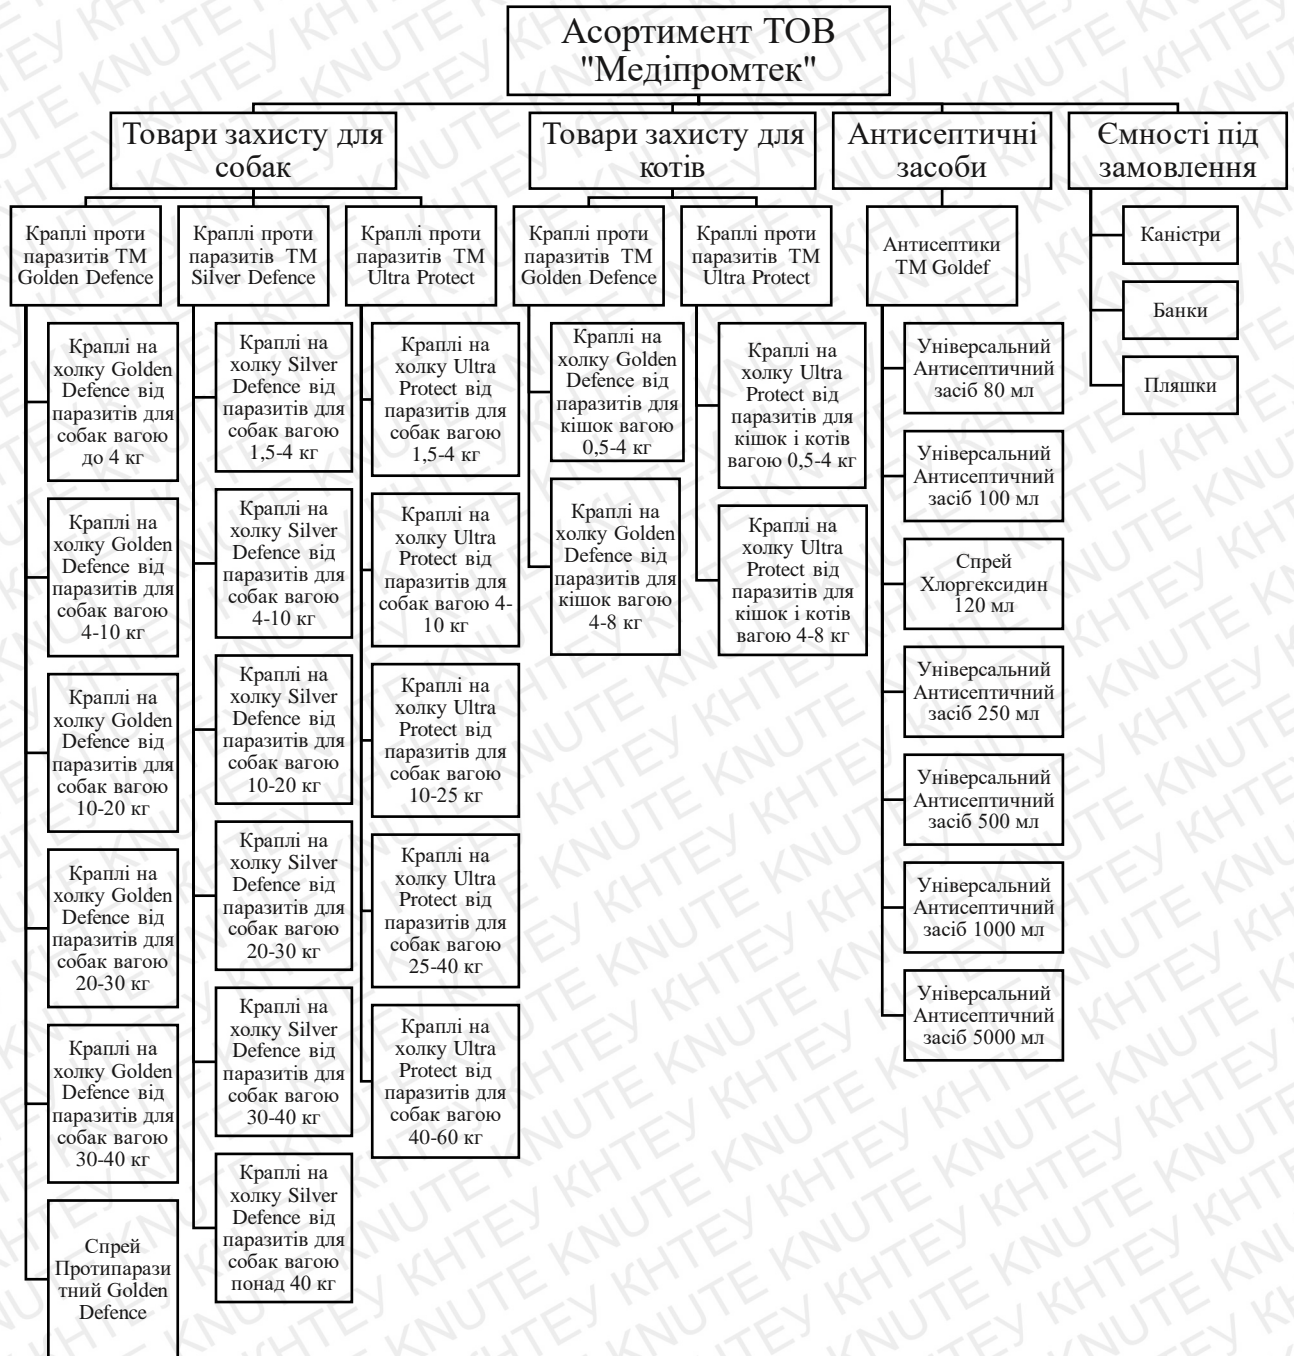 Асортимент ТОВ
"Медіпромтек"
Товари захисту для
собак
Товари захисту для
котів
Антисептичні
засоби
Ємності під
замовлення
Краплі проти
паразитів ТМ
Golden Defence
Краплі на
холку Golden
Defence від
паразитів для
собак вагою
до 4 кг
Краплі на
холку Golden
Defence від
паразитів для
собак вагою
4-10 кг
Краплі на
холку Golden
Defence від
паразитів для
собак вагою
10-20 кг
Краплі на
холку Golden
Defence від
паразитів для
собак вагою
20-30 кг
Краплі на
холку Golden
Defence від
паразитів для
собак вагою
30-40 кг
Спрей
Протипарази
тний Golden
Defence
Краплі проти
паразитів ТМ
Silver Defence
Краплі на
холку Silver
Defence від
паразитів для
собак вагою
1,5-4 кг
Краплі на
холку Silver
Defence від
паразитів для
собак вагою
4-10 кг
Краплі на
холку Silver
Defence від
паразитів для
собак вагою
10-20 кг
Краплі на
холку Silver
Defence від
паразитів для
собак вагою
20-30 кг
Краплі на
холку Silver
Defence від
паразитів для
собак вагою
30-40 кг
Краплі на
холку Silver
Defence від
паразитів для
собак вагою
понад 40 кг
Краплі проти
паразитів ТМ
Ultra Protect
Краплі на
холку Ultra
Protect від
паразитів для
собак вагою
1,5-4 кг
Краплі на
холку Ultra
Protect від
паразитів для
собак вагою 4-
10 кг
Краплі на
холку Ultra
Protect від
паразитів для
собак вагою
10-25 кг
Краплі на
холку Ultra
Protect від
паразитів для
собак вагою
25-40 кг
Краплі на
холку Ultra
Protect від
паразитів для
собак вагою
40-60 кг
Краплі проти
паразитів ТМ
Golden Defence
Краплі на
холку Golden
Defence від
паразитів для
кішок вагою
0,5-4 кг
Краплі на
холку Golden
Defence від
паразитів для
кішок вагою
4-8 кг
Краплі проти
паразитів ТМ
Ultra Protect
Краплі на
холку Ultra
Protect від
паразитів для
кішок і котів
вагою 0,5-4 кг
Краплі на
холку Ultra
Protect від
паразитів для
кішок і котів
вагою 4-8 кг
Антисептики
ТМ Goldef
Універсальний
Антисептичний
засіб 80 мл
Універсальний
Антисептичний
засіб 100 мл
Спрей
Хлоргексидин
120 мл
Універсальний
Антисептичний
засіб 250 мл
Універсальний
Антисептичний
засіб 500 мл
Універсальний
Антисептичний
засіб 1000 мл
Універсальний
Антисептичний
засіб 5000 мл
Каністри
Банки
Пляшки